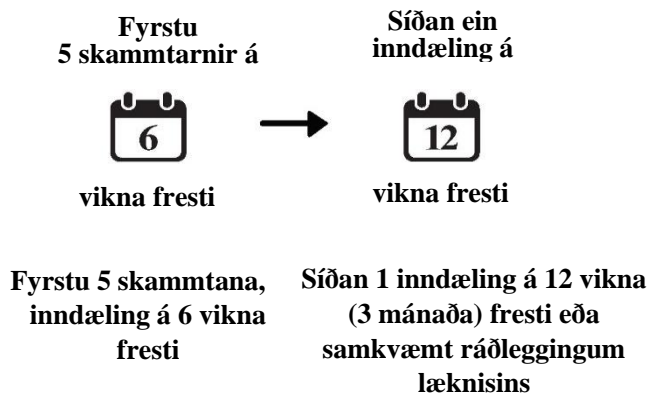 Fyrstu
5 skammtarnir á
6
vikna fresti
Síðan ein
inndæling á
12
vikna fresti
Fyrstu 5 skammtana,
inndæling á 6 vikna
fresti
Síðan 1 inndæling á 12 vikna
(3 mánaða) fresti eða
samkvæmt ráðleggingum
læknisins